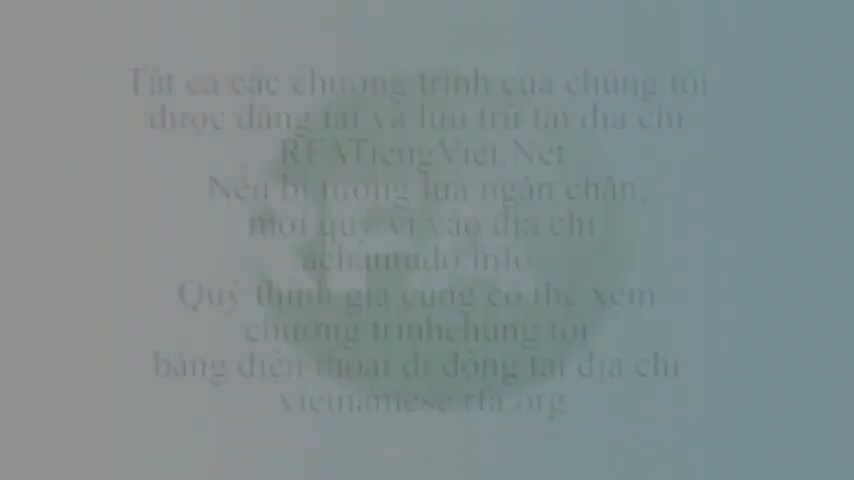 Tất cả các chương trình của chúng tôi
được đăng tải và lưu trữ tại địa chỉ
RFATiengViet.Net
Nếu bị tường lửa ngăn chặn,
mời quý vị vào địa chỉ
achautudo.info
Quý thính giả cũng có thể xem
chương trìnhchúng tôi
bằng điện thoại di động tại địa chỉ
vietnamese.rfa.org